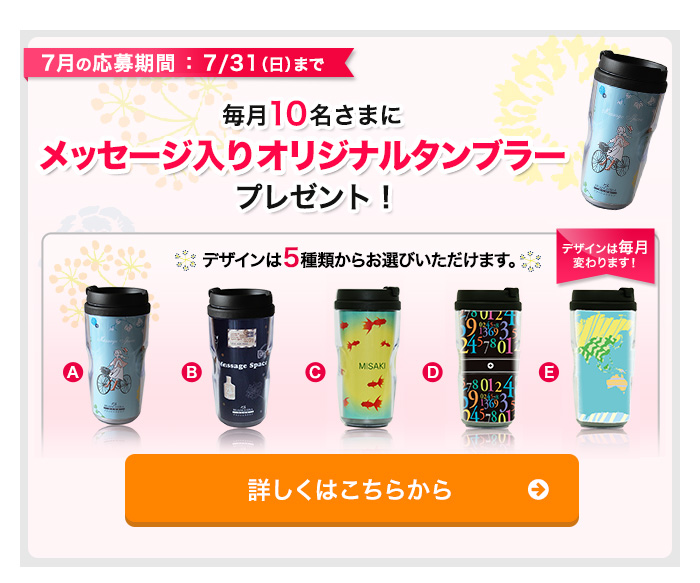 7月の応募期間 : 7/31(日)まで
毎月10名さまに
メッセージ入りオリジナルタンブラー
プレゼント!
デザインは5種類からお選びいただけます。
デザインは毎月
変わります!
A
B
Message Space
C
MiSAKI
D
E
詳しくはこちらから